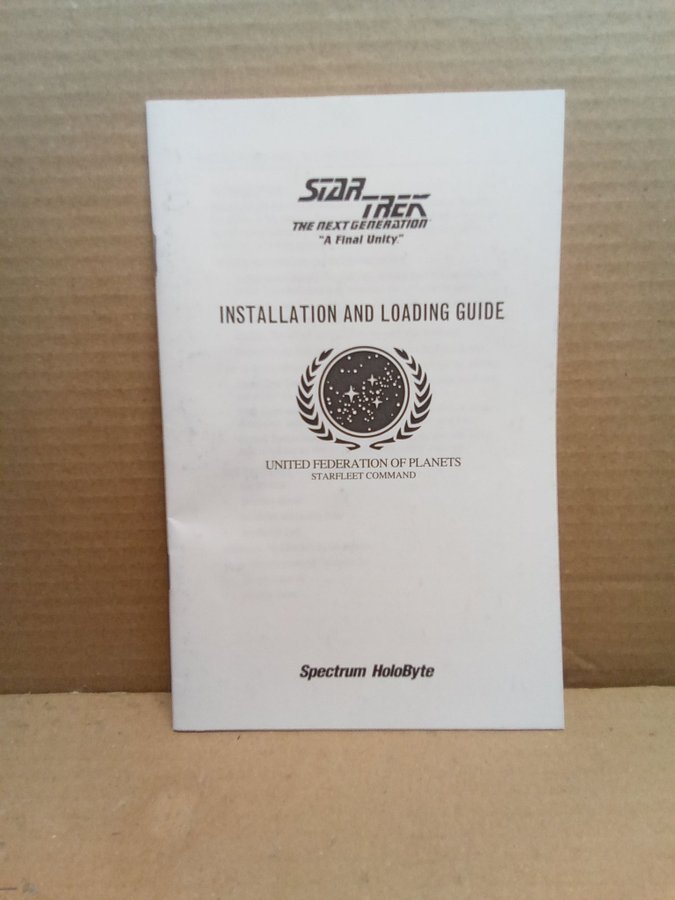 STAR
TREK
THE NEXT GENERATION
"A Final Unity"™
INSTALLATION AND LOADING GUIDE
UNITED FEDERATION OF PLANETS
STARFLEET COMMAND
Spectrum HoloByte